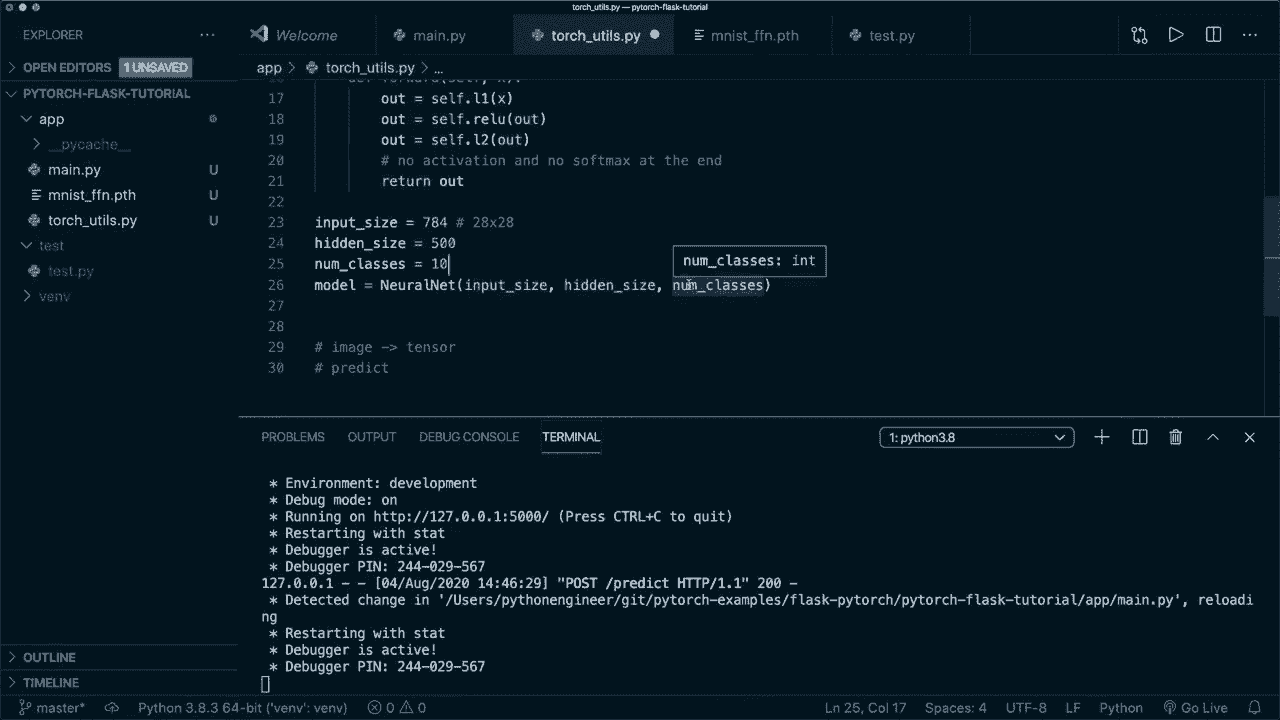 torch_utils.py — pytorch-flask-tutorial
EXPLORER
OPEN EDITORS 1 UNSAVED
PYTORCH-FLASK-TUTORIAL
app
__pycache__
main.py U
mnist_ffn.pth U
torch_utils.py U
test
test.py
venv
OUTLINE
TIMELINE
Welcome main.py torch_utils.py mnist_ffn.pth test.py
app > torch_utils.py > ...
16 def forward(self, x):
17 out = self.l1(x)
18 out = self.relu(out)
19 out = self.l2(out)
20 # no activation and no softmax at the end
21 return out
22
23 input_size = 784 # 28x28
24 hidden_size = 500
25 num_classes = 10
num_classes: int
26 model = NeuralNet(input_size, hidden_size, num_classes)
27
28
29 # image -> tensor
30 # predict
PROBLEMS OUTPUT DEBUG CONSOLE TERMINAL 1: python3.8
* Environment: development
* Debug mode: on
* Running on http://127.0.0.1:5000/ (Press CTRL+C to quit)
* Restarting with stat
* Debugger is active!
* Debugger PIN: 244-029-567
127.0.0.1 - - [04/Aug/2020 14:46:29] "POST /predict HTTP/1.1" 200 -
* Detected change in '/Users/pythonengineer/git/pytorch-examples/flask-pytorch/pytorch-flask-tutorial/app/main.py', reloadi
ng
* Restarting with stat
* Debugger is active!
* Debugger PIN: 244-029-567
master* Python 3.8.3 64-bit ('venv': venv) 0 0 Ln 25, Col 17 Spaces: 4 UTF-8 LF Python Go Live